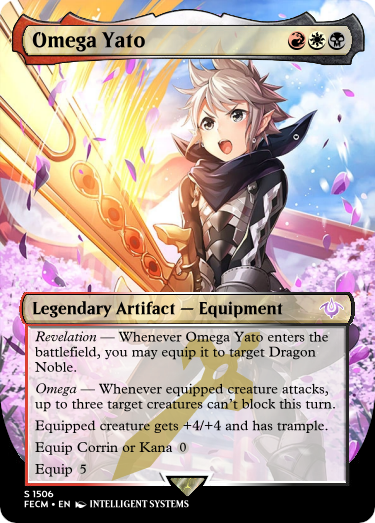 Omega Yato
Legendary Artifact — Equipment
Revelation — Whenever Omega Yato enters the
battlefield, you may equip it to target Dragon
Noble.
Omega — Whenever equipped creature attacks,
up to three target creatures can't block this turn.
Equipped creature gets +4/+4 and has trample.
Equip Corrin or Kana 0
Equip 5
S 1506
FECM • EN INTELLIGENT SYSTEMS